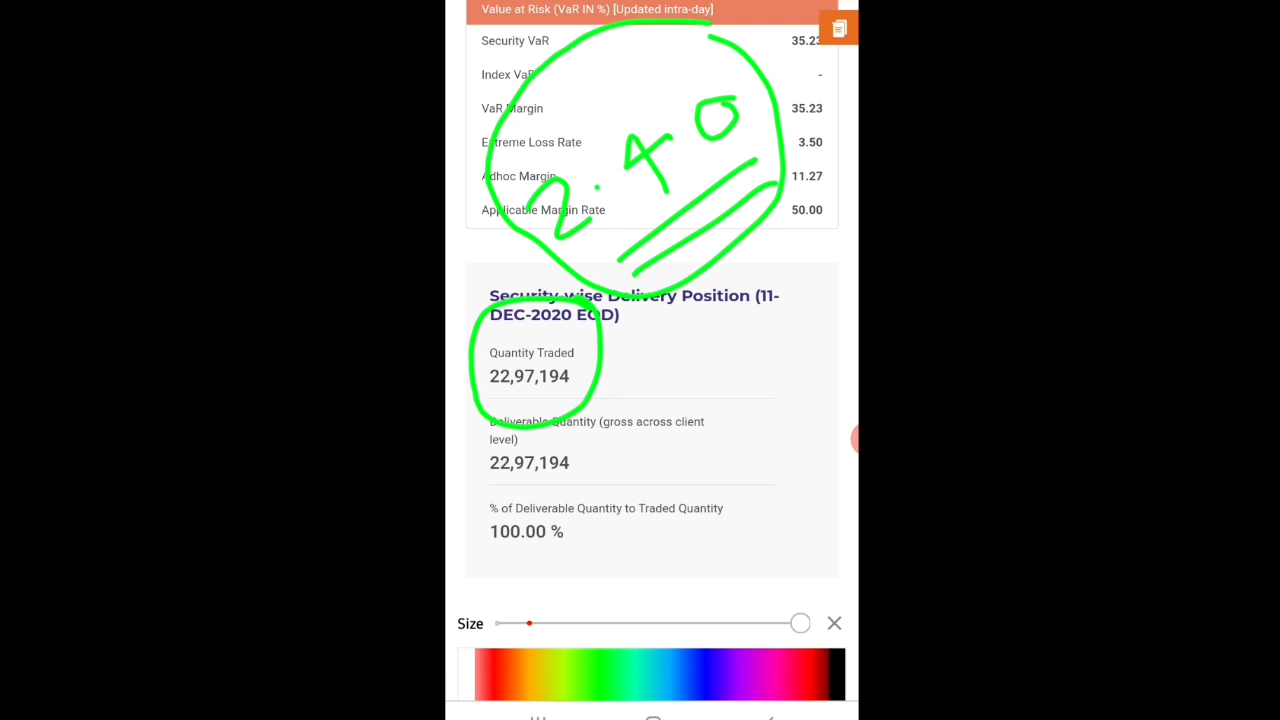 Value at Risk (VaR IN %) [Updated intra-day]
Security VaR 35.23
Index VaR -
VaR Margin 35.23
Extreme Loss Rate 3.50
Adhoc Margin 11.27
Applicable Margin Rate 50.00
2.40
Security-wise Delivery Position (11-
DEC-2020 EOD)
Quantity Traded
22,97,194
Deliverable Quantity (gross across client
level)
22,97,194
% of Deliverable Quantity to Traded Quantity
100.00 %
Size